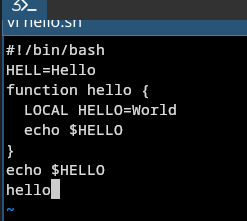 vi hello.sh
#!/bin/bash
HELL=Hello
function hello {
  LOCAL HELLO=World
  echo $HELLO
}
echo $HELLO
hello
~